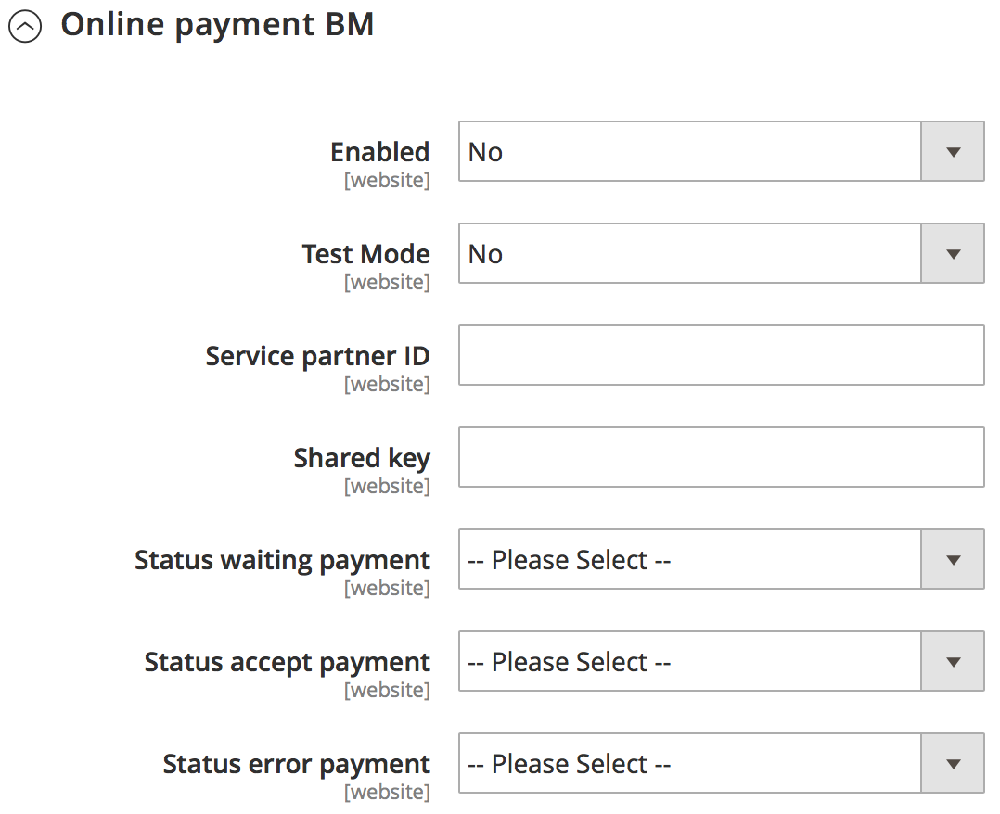 Online payment BM
Enabled
[website]
No
Test Mode
[website]
No
Service partner ID
[website]
Shared key
[website]
Status waiting payment
[website]
-- Please Select --
Status accept payment
[website]
-- Please Select --
Status error payment
[website]
-- Please Select --